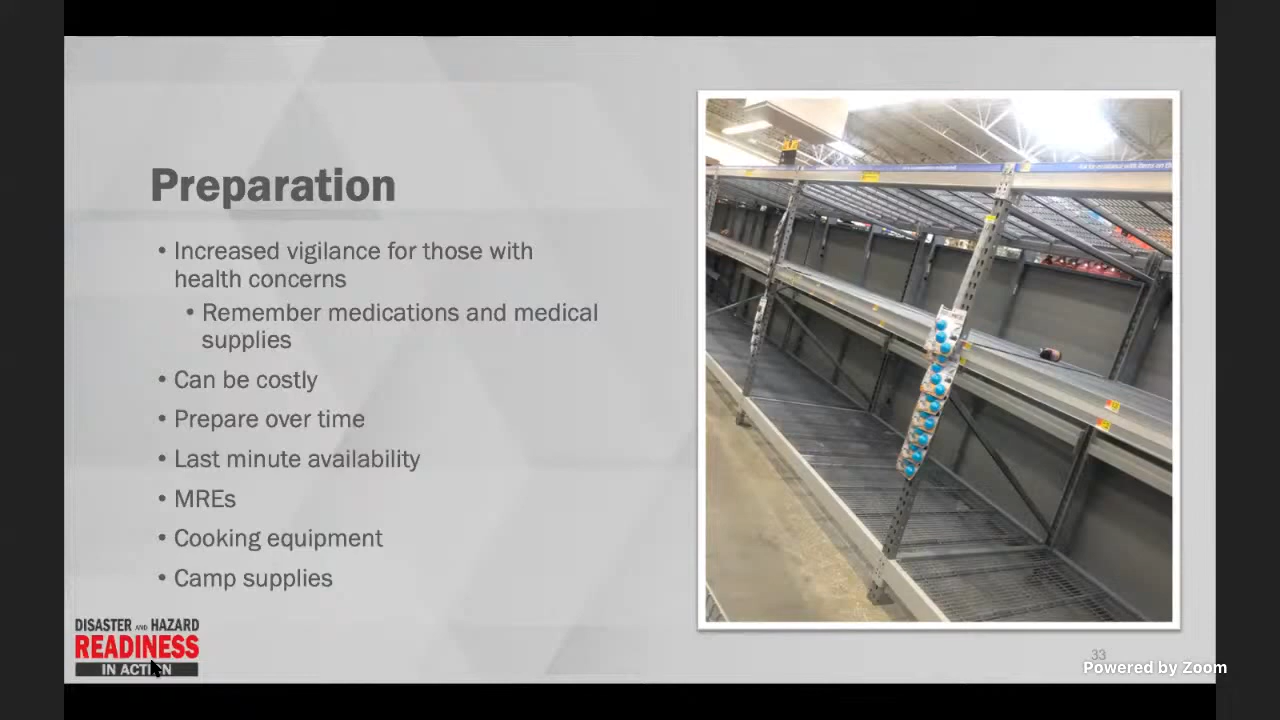 Preparation
• Increased vigilance for those with
health concerns
• Remember medications and medical
supplies
• Can be costly
• Prepare over time
• Last minute availability
• MREs
• Cooking equipment
• Camp supplies
DISASTER AND HAZARD
READINESS
IN ACTION
33
Powered by Zoom